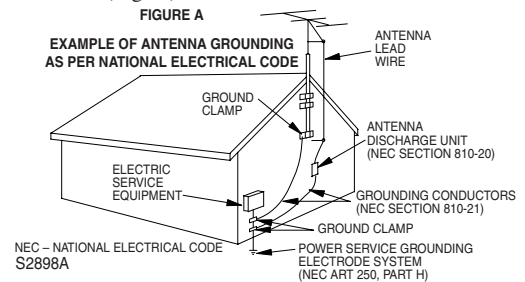 FIGURE A
EXAMPLE OF ANTENNA GROUNDING
AS PER NATIONAL ELECTRICAL CODE
ANTENNA
LEAD
WIRE
GROUND
CLAMP
ANTENNA
DISCHARGE UNIT
(NEC SECTION 810-20)
ELECTRIC
SERVICE
EQUIPMENT
GROUNDING CONDUCTORS
(NEC SECTION 810-21)
GROUND CLAMP
NEC – NATIONAL ELECTRICAL CODE
S2898A
POWER SERVICE GROUNDING
ELECTRODE SYSTEM
(NEC ART 250, PART H)